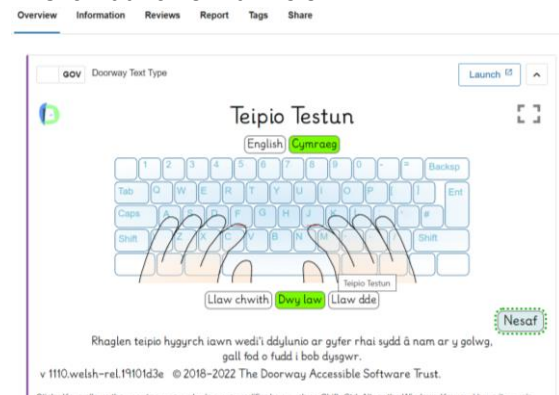 Overview Information Reviews Report Tags Share
GOV Doorway Text Type Launch
Teipio Testun
English Cymraeg
1 2 3 4 5 6 7 8 9 0 - = Backsp
Tab Q W E R T Y U I O P [ ] Ent
Caps A S D F G H J K L ; ' #
Shift Z X C V B N M Shift
Teipio Testun
Llaw chwith Dwy law Llaw dde
Nesaf
Rhaglen teipio hygyrch iawn wedi'i ddylunio ar gyfer rhai sydd â nam ar y golwg,
gall fod o fudd i bob dysgwr.
v 1110.welsh-rel.19101d3e © 2018-2022 The Doorway Accessible Software Trust.